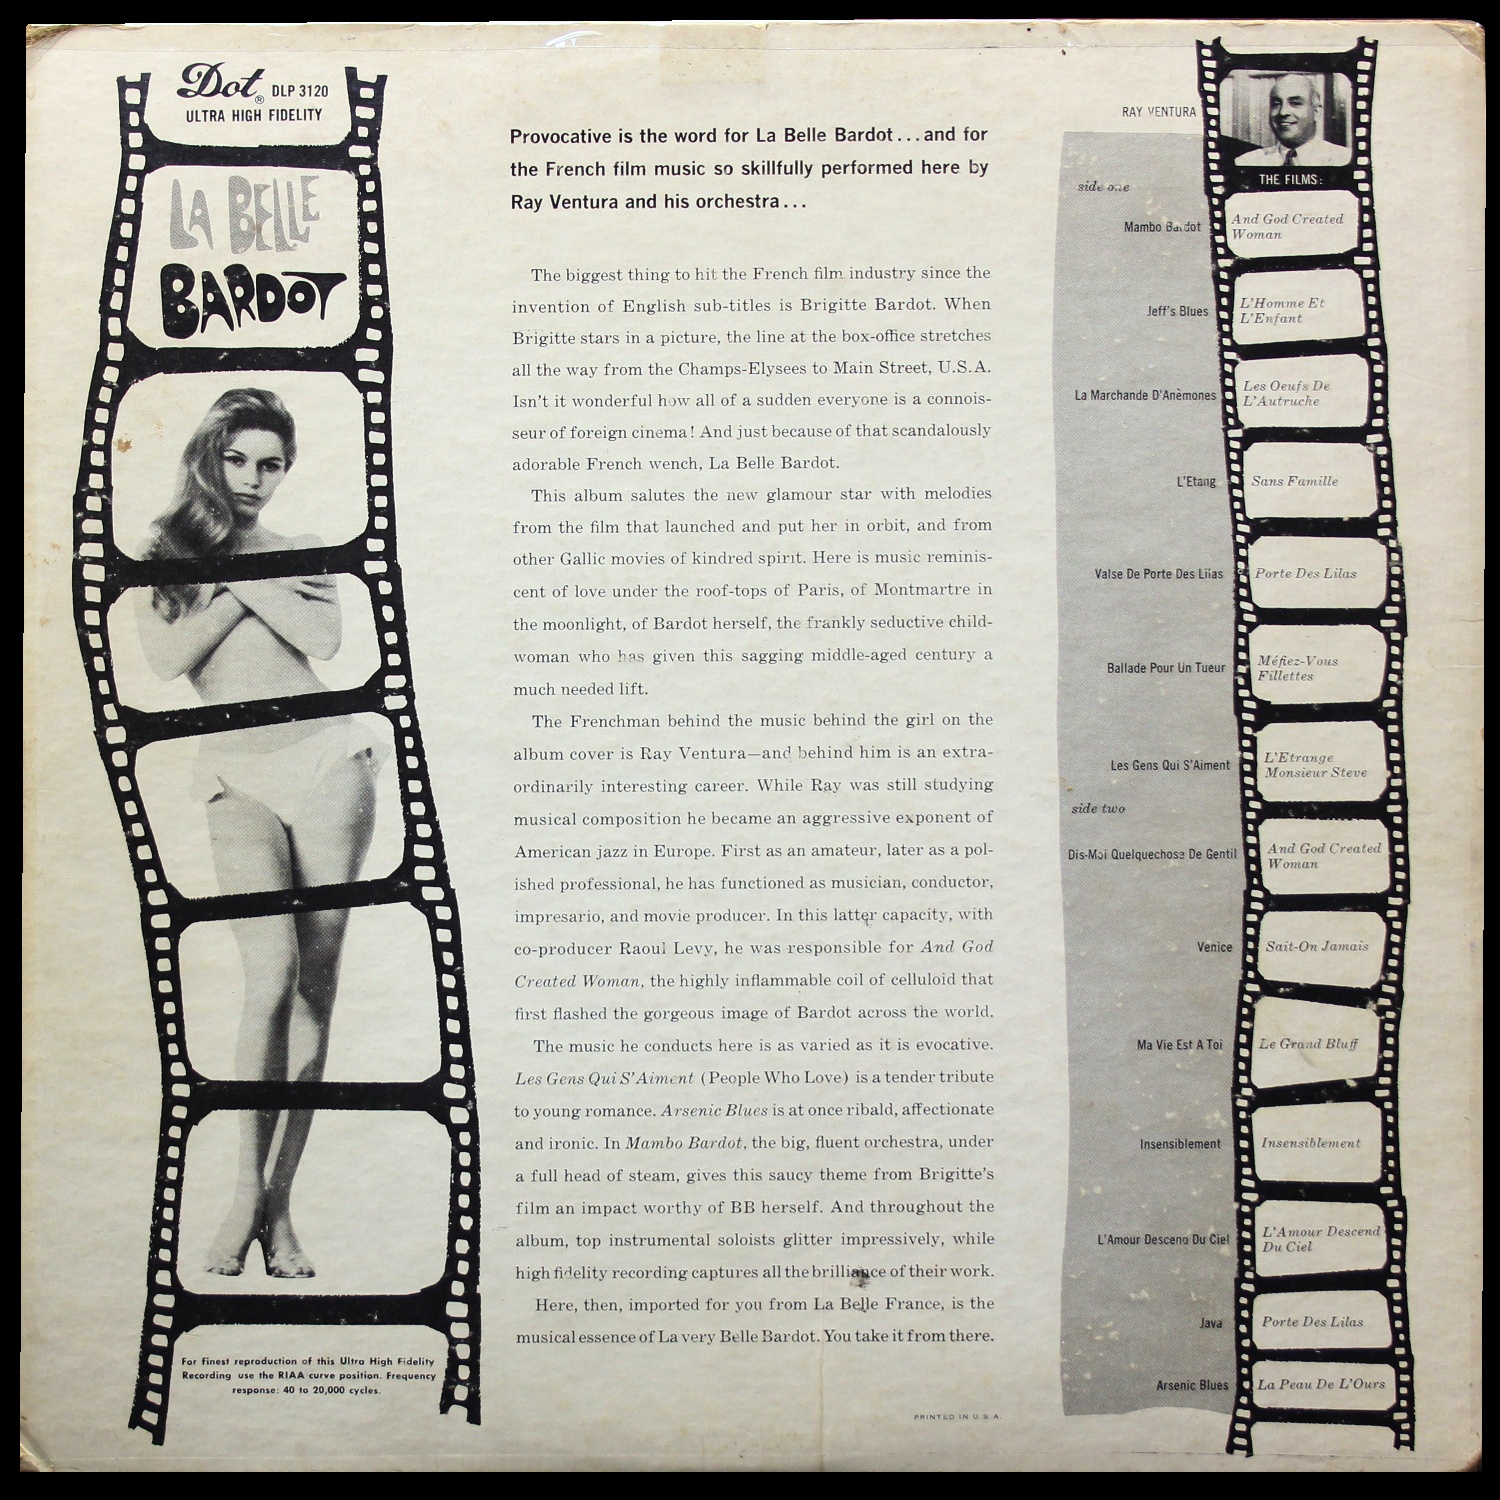 Dot® DLP 3120
ULTRA HIGH FIDELITY
LA BELLE
BARDOT
For finest reproduction of this Ultra High Fidelity
Recording use the RIAA curve position. Frequency
response: 40 to 20,000 cycles.
Provocative is the word for La Belle Bardot...and for
the French film music so skillfully performed here by
Ray Ventura and his orchestra...
The biggest thing to hit the French film industry since the
invention of English sub-titles is Brigitte Bardot. When
Brigitte stars in a picture, the line at the box-office stretches
all the way from the Champs-Elysees to Main Street, U.S.A.
Isn't it wonderful how all of a sudden everyone is a connois-
seur of foreign cinema! And just because of that scandalously
adorable French wench, La Belle Bardot.
This album salutes the new glamour star with melodies
from the film that launched and put her in orbit, and from
other Gallic movies of kindred spirit. Here is music reminis-
cent of love under the roof-tops of Paris, of Montmartre in
the moonlight, of Bardot herself, the frankly seductive child-
woman who has given this sagging middle-aged century a
much needed lift.
The Frenchman behind the music behind the girl on the
album cover is Ray Ventura—and behind him is an extra-
ordinarily interesting career. While Ray was still studying
musical composition he became an aggressive exponent of
American jazz in Europe. First as an amateur, later as a pol-
ished professional, he has functioned as musician, conductor,
impresario, and movie producer. In this latter capacity, with
co-producer Raoul Levy, he was responsible for And God
Created Woman, the highly inflammable coil of celluloid that
first flashed the gorgeous image of Bardot across the world.
The music he conducts here is as varied as it is evocative.
Les Gens Qui S'Aiment (People Who Love) is a tender tribute
to young romance. Arsenic Blues is at once ribald, affectionate
and ironic. In Mambo Bardot, the big, fluent orchestra, under
a full head of steam, gives this saucy theme from Brigitte's
film an impact worthy of BB herself. And throughout the
album, top instrumental soloists glitter impressively, while
high fidelity recording captures all the brilliance of their work.
Here, then, imported for you from La Belle France, is the
musical essence of La very Belle Bardot. You take it from there.
PRINTED IN U.S.A.
RAY VENTURA
THE FILMS:
side one
Mambo Bardot
And God Created
Woman
Jeff's Blues
L'Homme Et
L'Enfant
La Marchande D'Anèmones
Les Oeufs De
L'Autruche
L'Etang
Sans Famille
Valse De Porte Des Lilas
Porte Des Lilas
Ballade Pour Un Tueur
Méfiez-Vous
Fillettes
Les Gens Qui S'Aiment
L'Etrange
Monsieur Steve
side two
Dis-Moi Quelquechose De Gentil
And God Created
Woman
Venice
Sait-On Jamais
Ma Vie Est A Toi
Le Grand Bluff
Insensiblement
Insensiblement
L'Amour Descend Du Ciel
L'Amour Descend
Du Ciel
Java
Porte Des Lilas
Arsenic Blues
La Peau De L'Ours